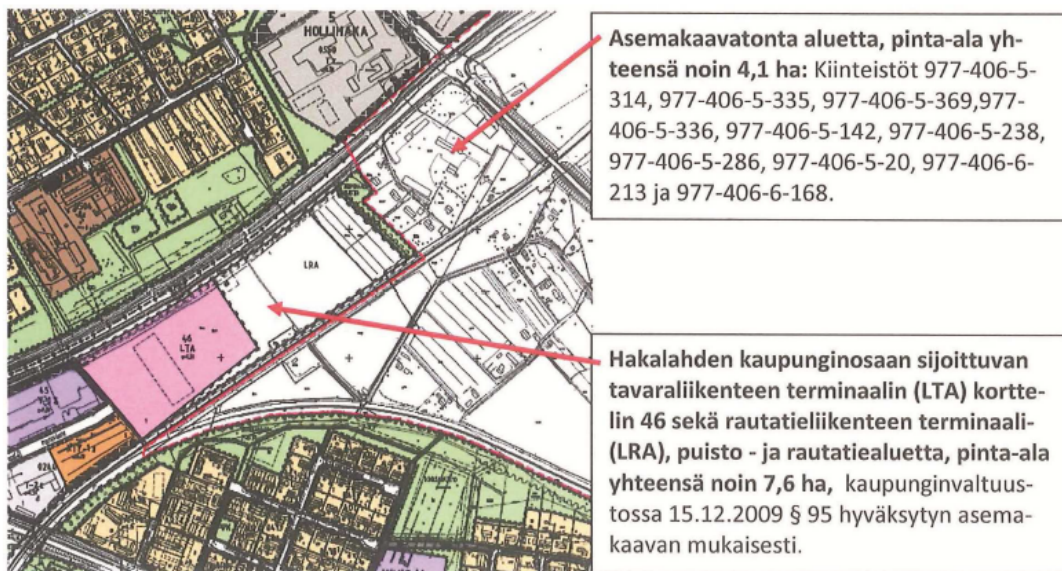 5
HOLLIHAKA
Asemakaavatonta aluetta, pinta-ala yh-
teensä noin 4,1 ha: Kiinteistöt 977-406-5-
314, 977-406-5-335, 977-406-5-369,977-
406-5-336, 977-406-5-142, 977-406-5-238,
977-406-5-286, 977-406-5-20, 977-406-6-
213 ja 977-406-6-168.
LRA
46
LTA
45
Hakalahden kaupunginosaan sijoittuvan
tavaraliikenteen terminaalin (LTA) kortte-
lin 46 sekä rautatieliikenteen terminaali-
(LRA), puisto - ja rautatiealuetta, pinta-ala
yhteensä noin 7,6 ha, kaupunginvaltuus-
tossa 15.12.2009 § 95 hyväksytyn asema-
kaavan mukaisesti.